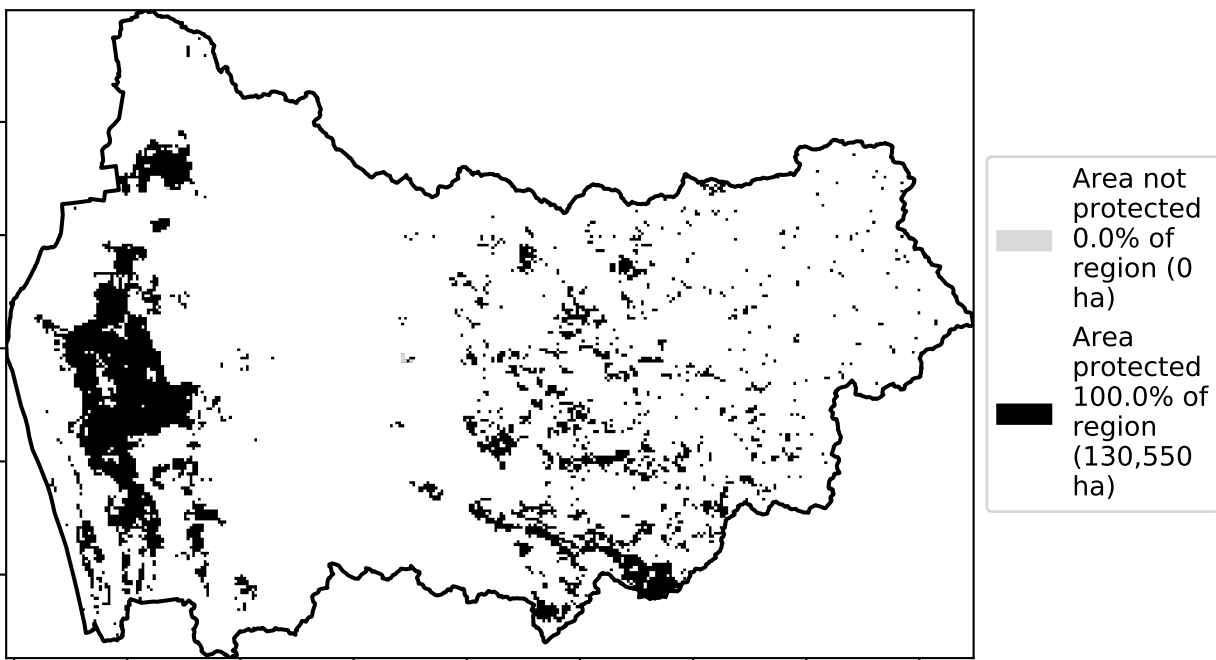 Area not
protected
0.0% of
region (0
ha)
Area
protected
100.0% of
region
(130,550
ha)